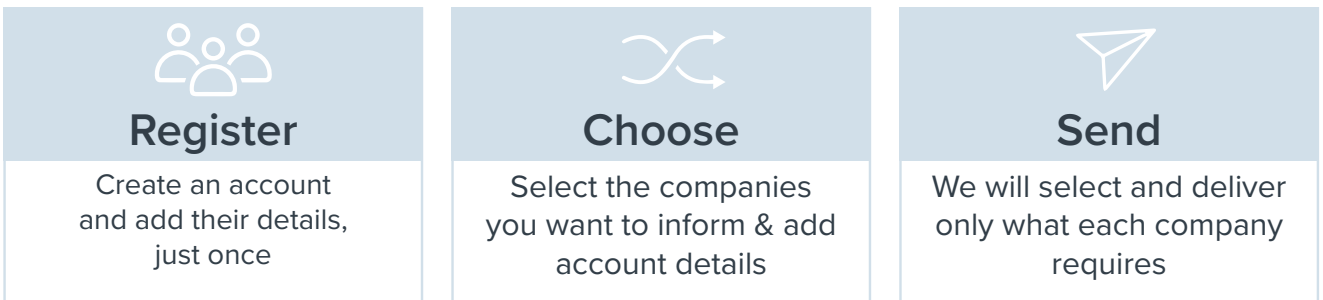 Register
Create an account
and add their details,
just once
Choose
Select the companies
you want to inform & add
account details
Send
We will select and deliver
only what each company
requires